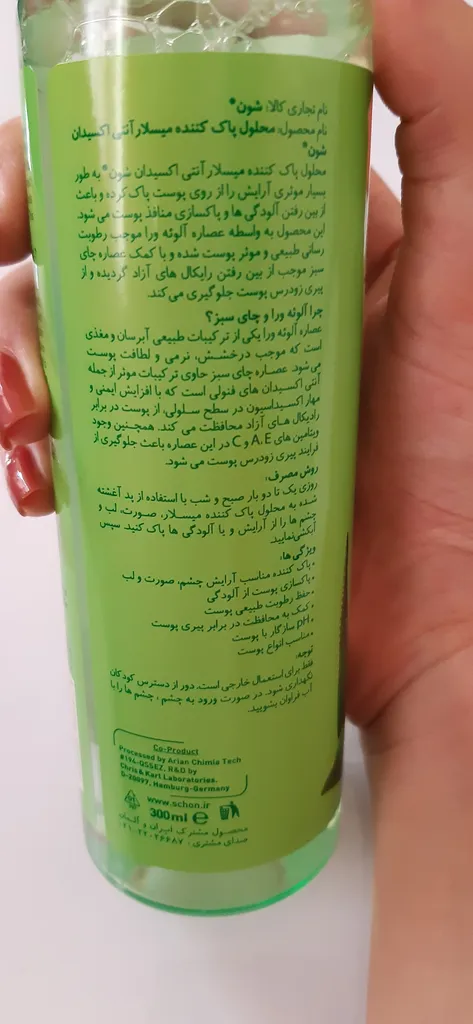 نام تجاری کالا: شون*
نام محصول: محلول پاک کننده میسلار آنتی اکسیدان
شون*
محلول پاک کننده میسلار آنتی اکسیدان شون* به طور
بسیار موثری آرایش را از روی پوست پاک کرده و باعث
از بین رفتن آلودگی ها و پاکسازی منافذ پوست می شود.
این محصول به واسطه عصاره آلوئه ورا موجب رطوبت
رسانی طبیعی و موثر پوست شده و با کمک عصاره چای
سبز موجب از بین رفتن رایکال های آزاد گردیده و از
پیری زودرس پوست جلوگیری می کند.
چرا آلوئه ورا و چای سبز؟
عصاره آلوئه ورا یکی از ترکیبات طبیعی آبرسان و مغذی
است که موجب درخشش، نرمی و لطافت پوست
می شود. عصاره چای سبز حاوی ترکیبات موثر از جمله
آنتی اکسیدان های فنولی است که با افزایش ایمنی و
مهار اکسیداسیون در سطح سلولی، از پوست در برابر
رادیکال های آزاد محافظت می کند. همچنین وجود
ویتامین های A،E و C در این عصاره باعث جلوگیری از
فرایند پیری زودرس پوست می شود.
روش مصرف:
روزی یک تا دو بار صبح و شب با استفاده از پد آغشته
شده به محلول پاک کننده میسلار، صورت، لب و
چشم ها را از آرایش و یا آلودگی ها پاک کنید. سپس
آبکشی نمایید.
ویژگی ها:
• پاک کننده مناسب آرایش چشم، صورت و لب
• پاکسازی پوست از آلودگی
• حفظ رطوبت طبیعی پوست
• کمک به محافظت در برابر پیری پوست
• pH سازگار با پوست
• مناسب انواع پوست
توجه:
فقط برای استعمال خارجی است. دور از دسترس کودکان
نگهداری شود. در صورت ورود به چشم، چشم ها را با
آب فراوان بشویید.
Co-Product
Processed by Arian Chimia Tech
#194-QSSEZ, R&D by
Chris & Karl Laboratories.
D-20097, Hamburg-Germany
www.schon.ir
300ml e
محصول مشترک ایران و آلمان
صدای مشتری: ۰۲۱-۲۲۰۲۶۶۸۷